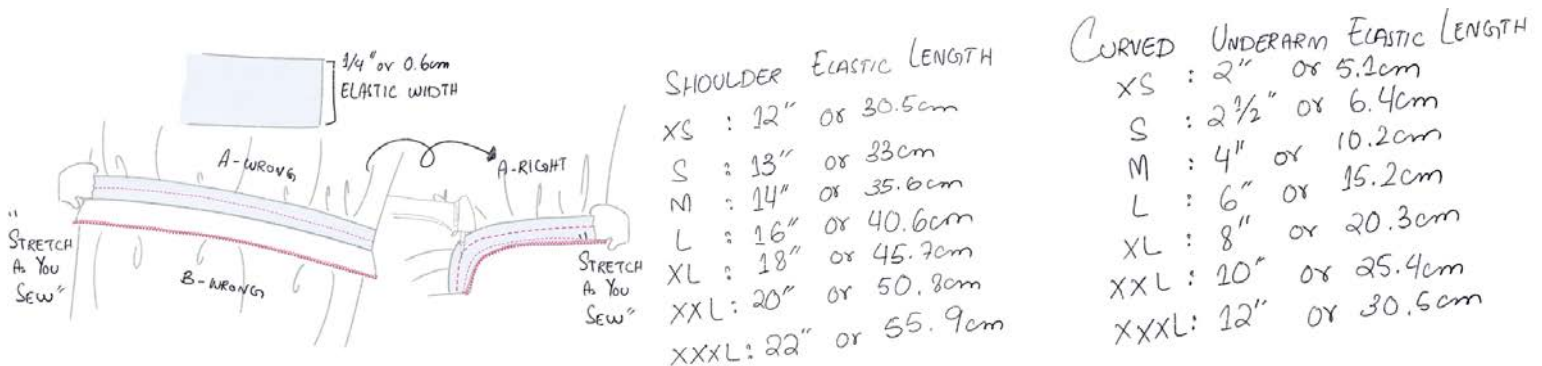 1/4" or 0.6cm
ELASTIC WIDTH
A-WRONG
A-RIGHT
"STRETCH
As You
SEW"
B-WRONG
"STRETCH
As You
SEW"
SHOULDER ELASTIC LENGTH
XS : 12" or 30.5cm
S : 13" or 33cm
M : 14" or 35.6cm
L : 16" or 40.6cm
XL : 18" or 45.7cm
XXL: 20" or 50.8cm
XXXL: 22" or 55.9cm
CURVED UNDERARM ELASTIC LENGTH
XS : 2" or 5.1cm
S : 2 1/2" or 6.4cm
M : 4" or 10.2cm
L : 6" or 15.2cm
XL : 8" or 20.3cm
XXL : 10" or 25.4cm
XXXL: 12" or 30.5cm